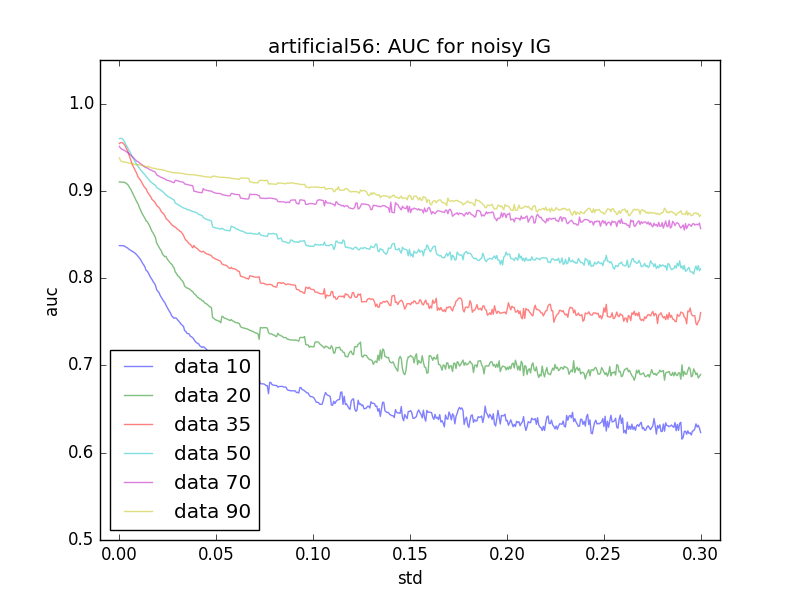 artificial56: AUC for noisy IG
1.0
0.9
0.8
0.7
0.6
0.5
auc
data 10
data 20
data 35
data 50
data 70
data 90
0.00 0.05 0.10 0.15 0.20 0.25 0.30
std